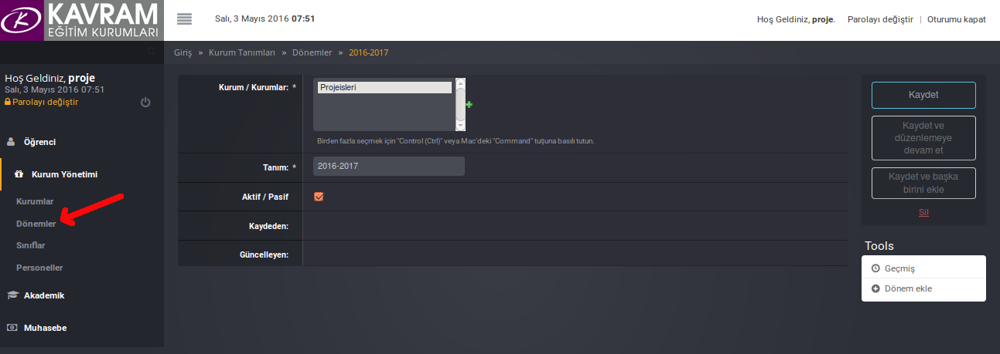 KAVRAM
EĞİTİM KURUMLARI
Salı, 3 Mayıs 2016 07:51
Hoş Geldiniz, proje. Parolayı değiştir | Oturumu kapat
Giriş » Kurum Tanımları » Dönemler » 2016-2017
Hoş Geldiniz, proje
Salı, 3 Mayıs 2016 07:51
Parolayı değiştir
Öğrenci
Kurum Yönetimi
Kurumlar
Dönemler
Sınıflar
Personeller
Akademik
Muhasebe
Kurum / Kurumlar: *
Projeisleri
Birden fazla seçmek için "Control (Ctrl)" veya Mac'deki "Command" tuşuna basılı tutun.
Tanım: * 2016-2017
Aktif / Pasif
Kaydeden:
Güncelleyen:
Kaydet
Kaydet ve
düzenlemeye
devam et
Kaydet ve başka
birini ekle
Sil
Tools
Geçmiş
Dönem ekle